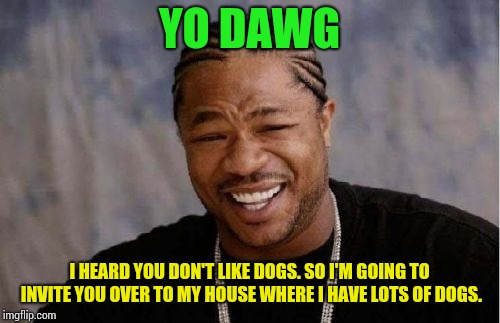 YO DAWG
I HEARD YOU DON'T LIKE DOGS. SO I'M GOING TO
INVITE YOU OVER TO MY HOUSE WHERE I HAVE LOTS OF DOGS.
imgflip.com